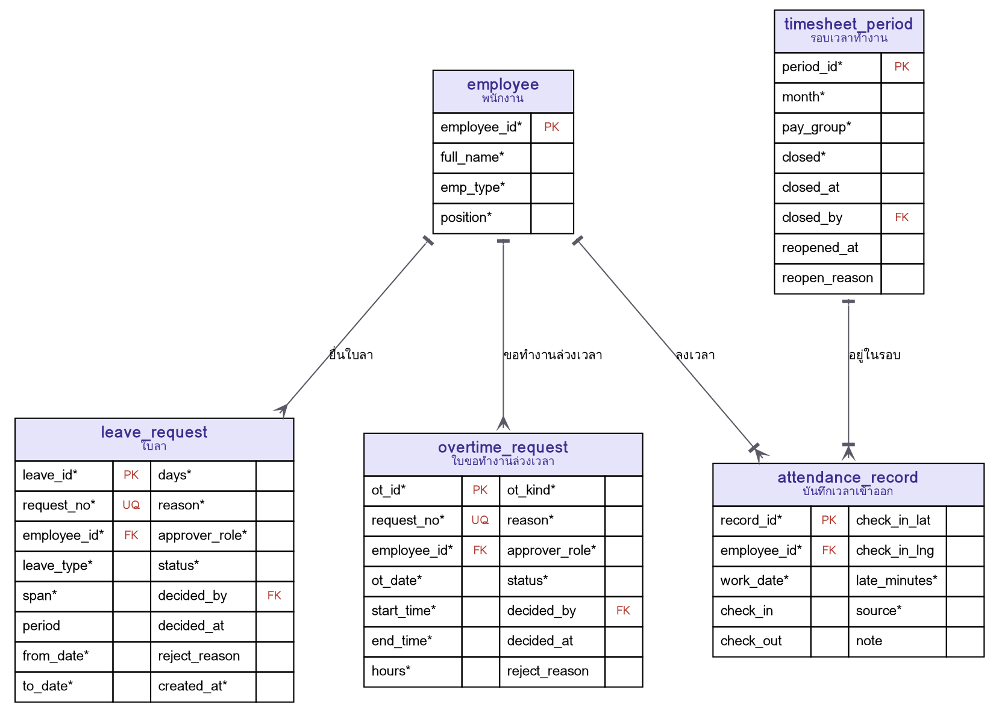 timesheet_period
รอบเวลาทำงาน
period_id* PK
month*
pay_group*
closed*
closed_at
closed_by FK
reopened_at
reopen_reason
employee
พนักงาน
employee_id* PK
full_name*
emp_type*
position*
ยื่นใบลา
ขอทำงานล่วงเวลา
ลงเวลา
อยู่ในรอบ
leave_request
ใบลา
leave_id* PK days*
request_no* UQ reason*
employee_id* FK approver_role*
leave_type* status*
span* decided_by FK
period decided_at
from_date* reject_reason
to_date* created_at*
overtime_request
ใบขอทำงานล่วงเวลา
ot_id* PK ot_kind*
request_no* UQ reason*
employee_id* FK approver_role*
ot_date* status*
start_time* decided_by FK
end_time* decided_at
hours* reject_reason
attendance_record
บันทึกเวลาเข้าออก
record_id* PK check_in_lat
employee_id* FK check_in_lng
work_date* late_minutes*
check_in source*
check_out note